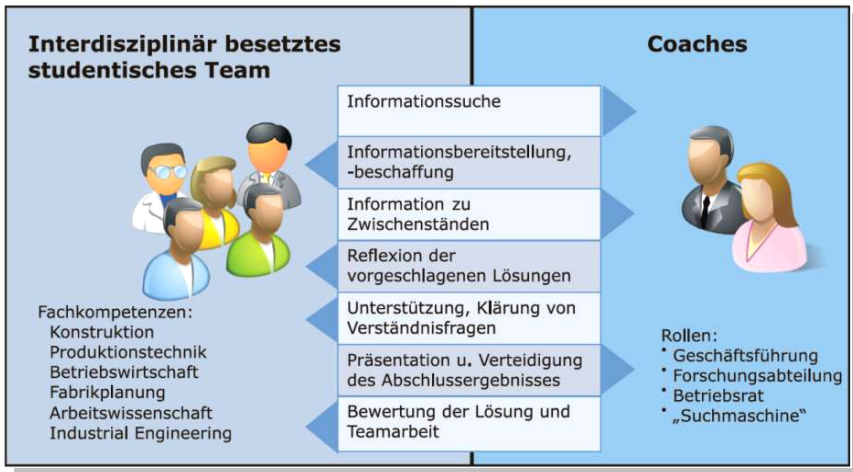 Interdisziplinär besetztes
studentisches Team
Coaches
Informationssuche
Informationsbereitstellung,
-beschaffung
Information zu
Zwischenständen
Reflexion der
vorgeschlagenen Lösungen
Unterstützung, Klärung von
Verständnisfragen
Präsentation u. Verteidigung
des Abschlussergebnisses
Bewertung der Lösung und
Teamarbeit
Fachkompetenzen:
Konstruktion
Produktionstechnik
Betriebswirtschaft
Fabrikplanung
Arbeitswissenschaft
Industrial Engineering
Rollen:
• Geschäftsführung
• Forschungsabteilung
• Betriebsrat
• „Suchmaschine“